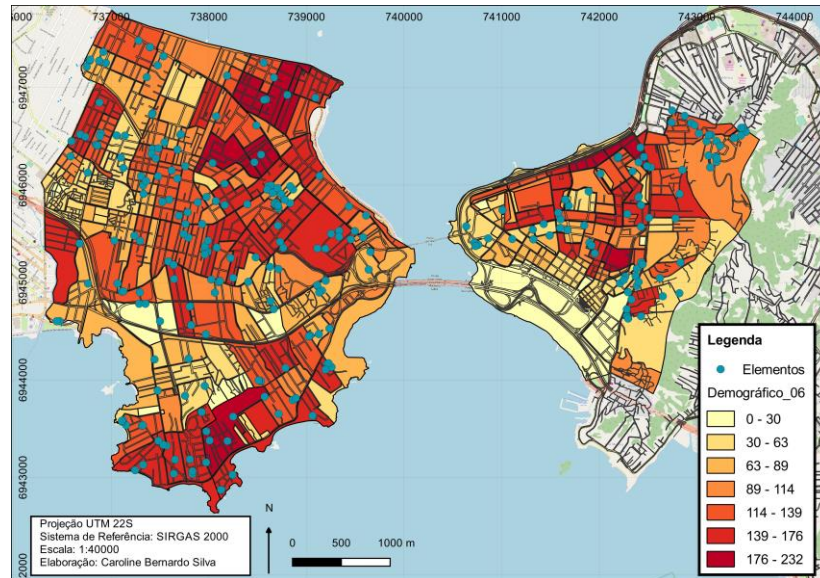 737000
738000
739000
740000
741000
742000
743000
744000
6947000
6946000
6945000
6944000
6943000
Legenda
Elementos
Demográfico_06
0 - 30
30 - 63
63 - 89
89 - 114
114 - 139
139 - 176
176 - 232
Projeção UTM 22S
Sistema de Referência: SIRGAS 2000
Escala: 1:40000
Elaboração: Caroline Bernardo Silva
N
0 500 1000 m